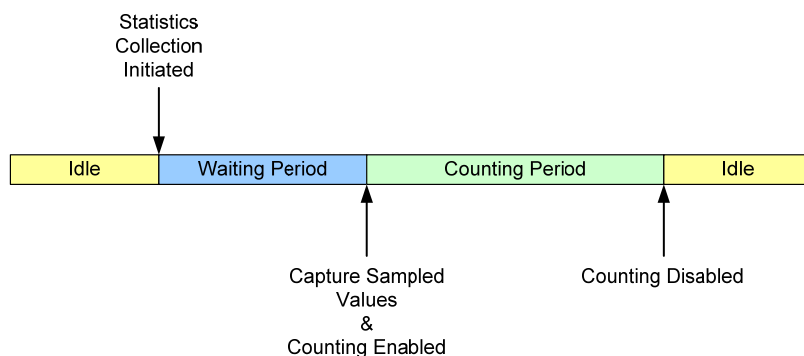 Statistics
Collection
Initiated
Idle
Waiting Period
Counting Period
Idle
Capture Sampled
Values
&
Counting Enabled
Counting Disabled